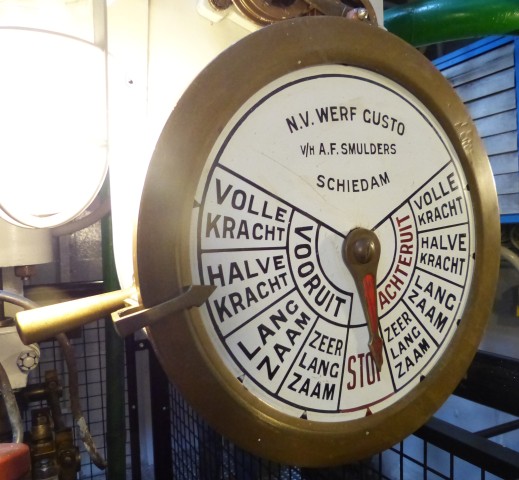 N.V. WERF GUSTO
V/H A.F. SMULDERS
SCHIEDAM
VOLLE
KRACHT
HALVE
KRACHT
LANG
ZAAM
ZEER
LANG
ZAAM
VOORUIT
STOP
ACHTERUIT
ZEER
LANG
ZAAM
LANG
ZAAM
HALVE
KRACHT
VOLLE
KRACHT